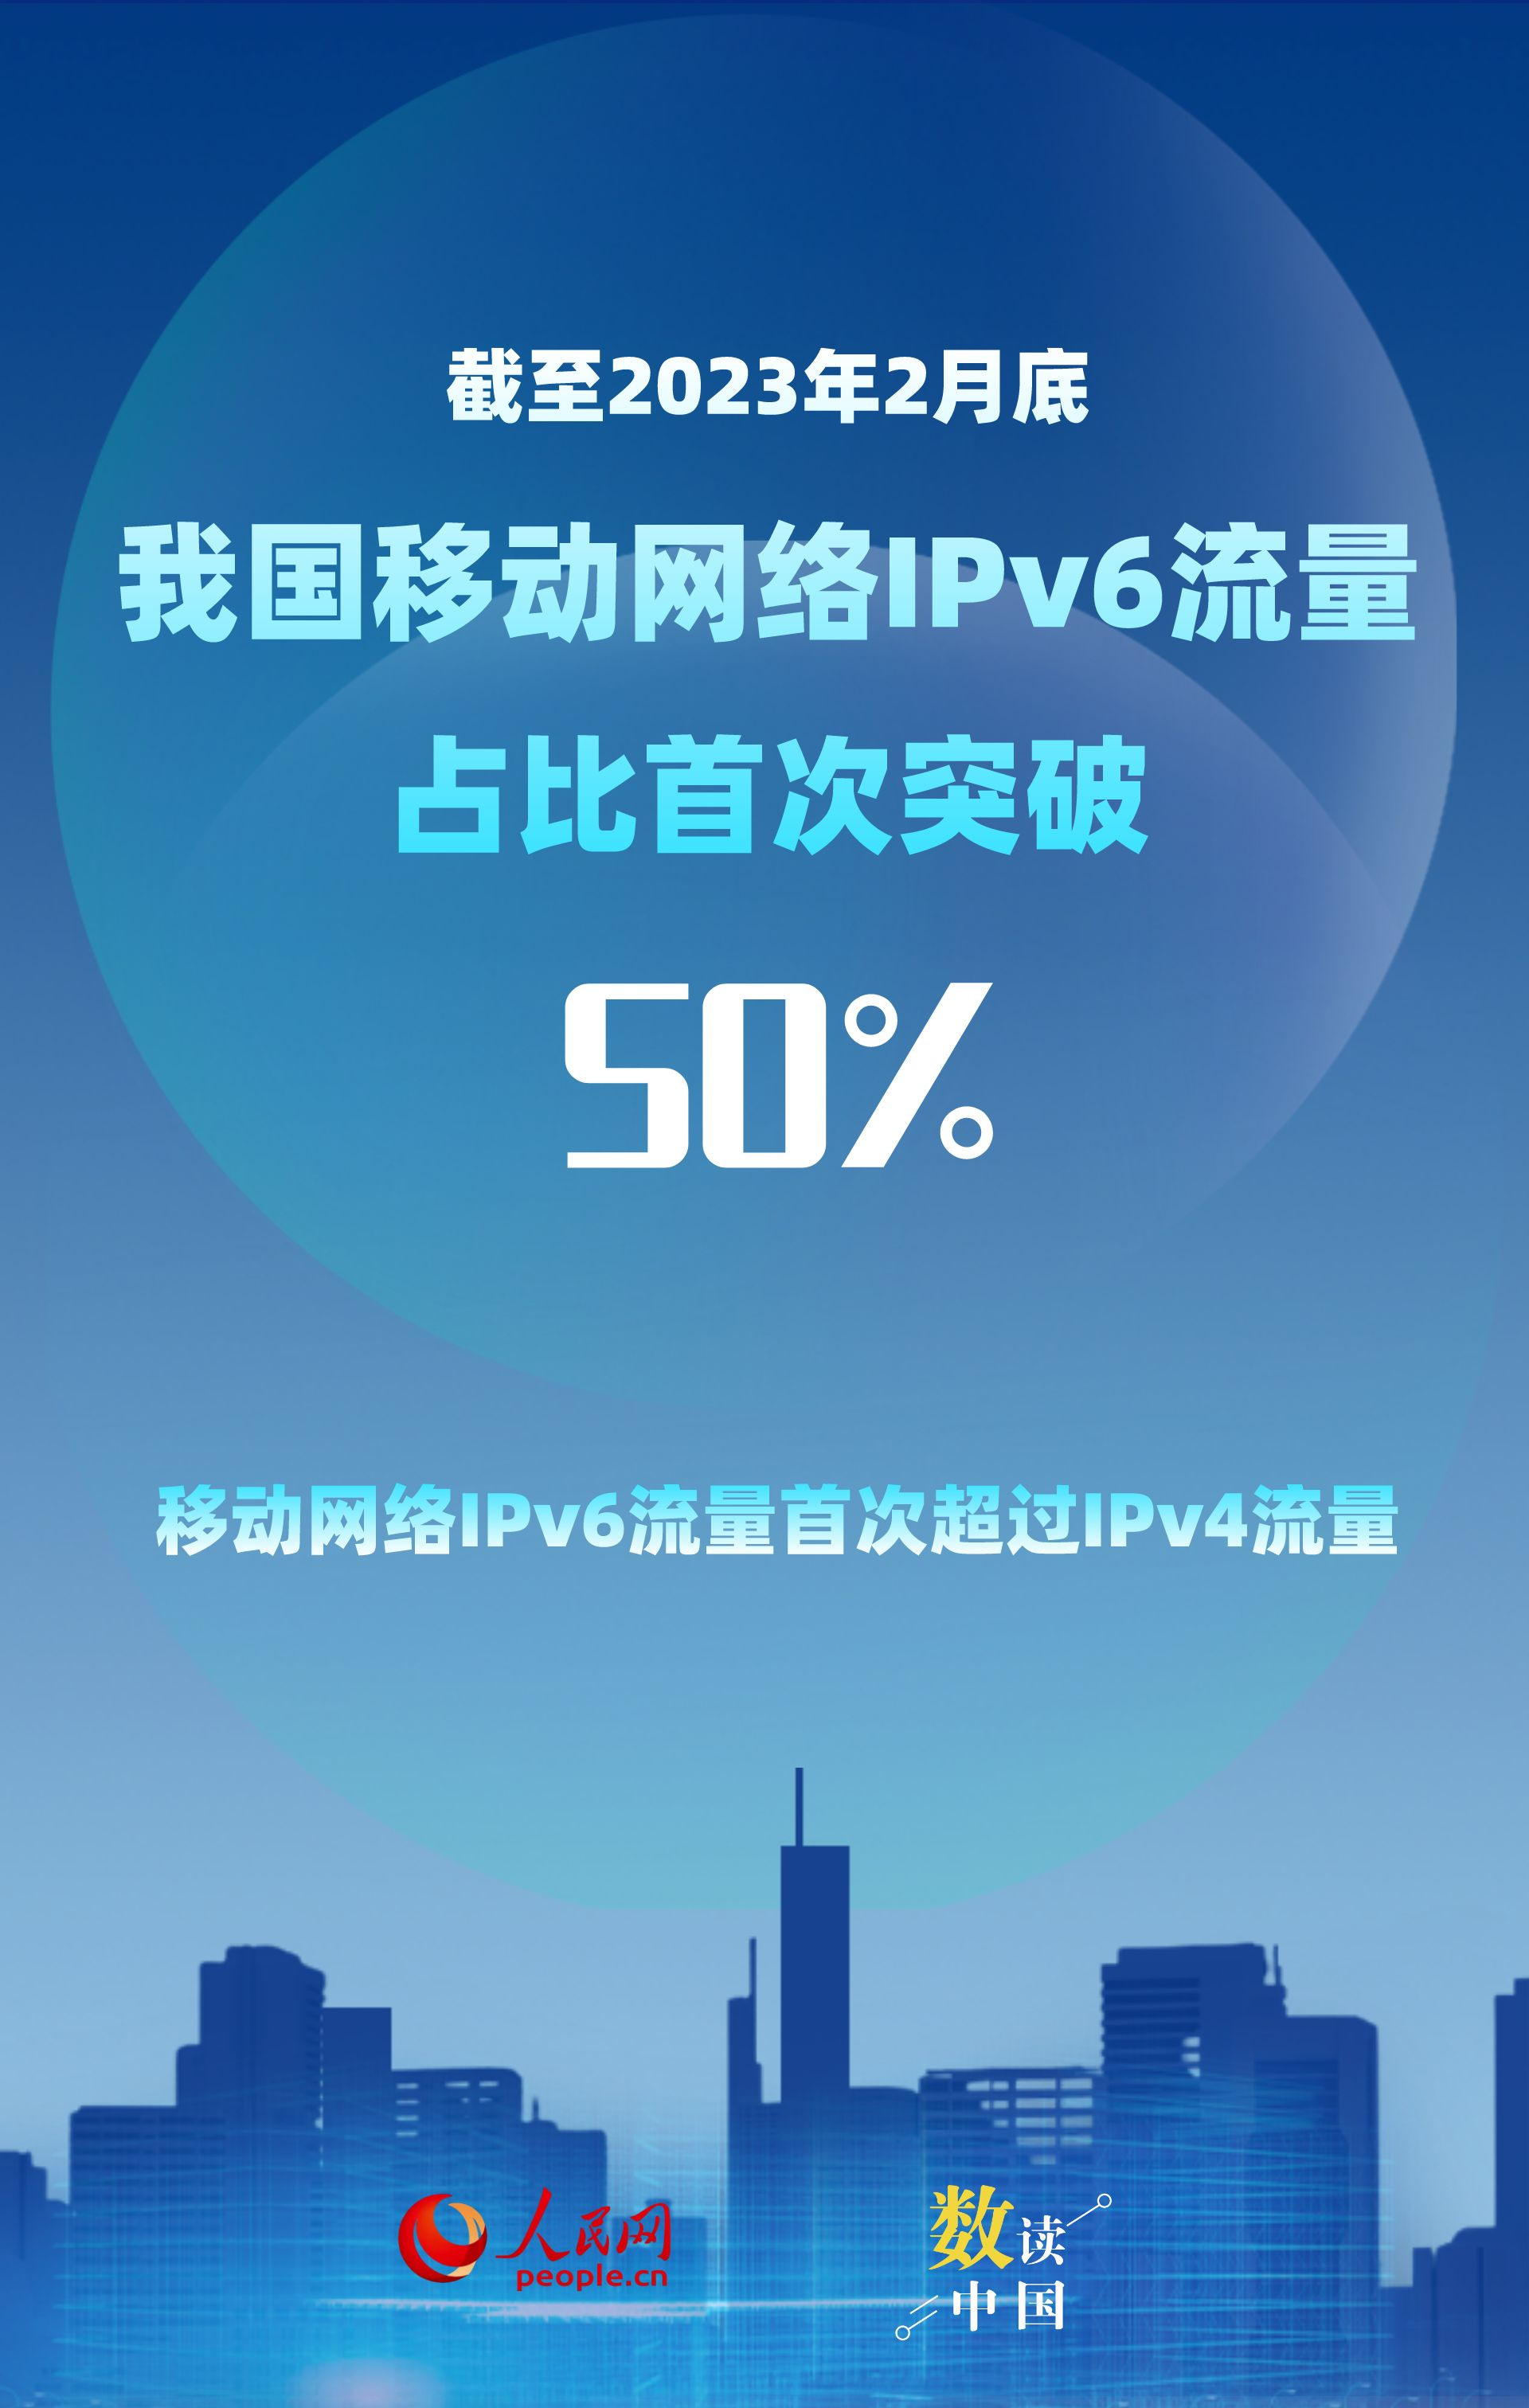 截至2023年2月底
我国移动网络IPv6流量
占比首次突破
50%
移动网络IPv6流量首次超过IPv4流量
人民网
people.cn
数读
中国